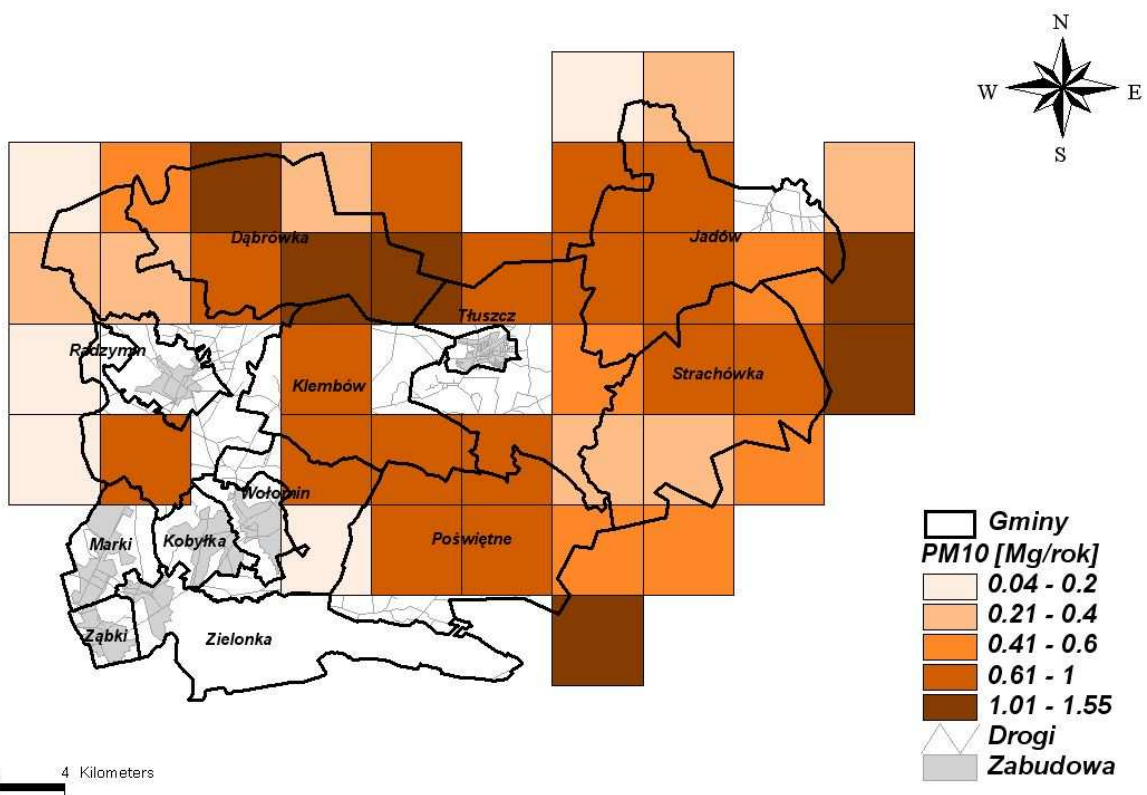 N
W E
S
Dąbrówka
Jadów
Tłuszcz
Radzymin
Klembów
Strachówka
Wołomin
Marki
Kobyłka
Poświętne
Ząbki
Zielonka
Gminy
PM10 [Mg/rok]
0.04 - 0.2
0.21 - 0.4
0.41 - 0.6
0.61 - 1
1.01 - 1.55
Drogi
Zabudowa
4 Kilometers